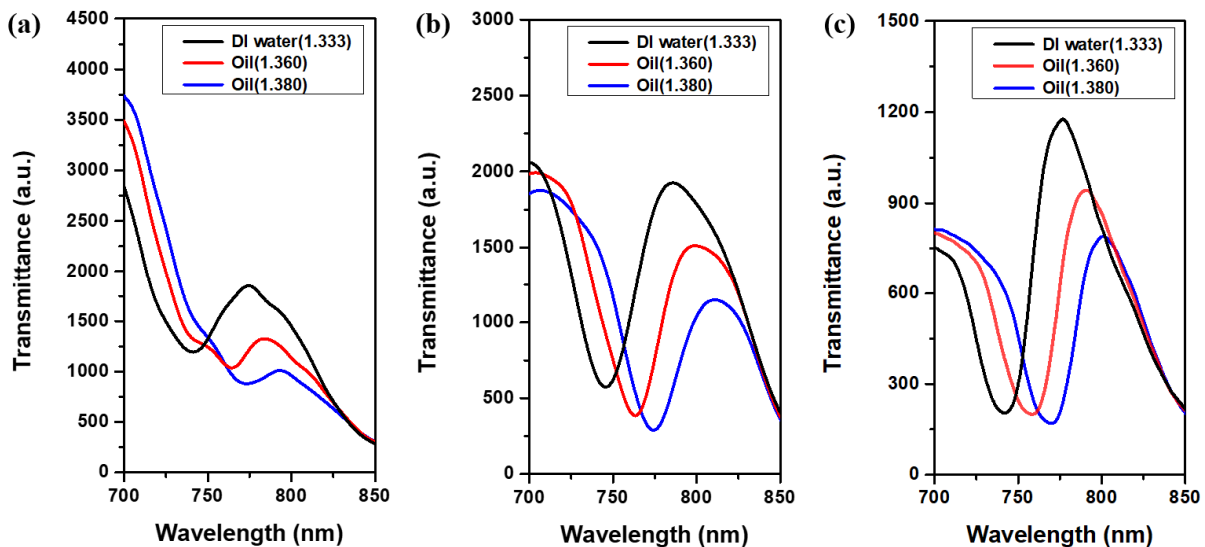 (a)
DI water(1.333)
Oil(1.360)
Oil(1.380)
Transmittance (a.u.)
4500
4000
3500
3000
2500
2000
1500
1000
500
0
700
750
800
850
Wavelength (nm)
(b)
DI water(1.333)
Oil(1.360)
Oil(1.380)
Transmittance (a.u.)
3000
2500
2000
1500
1000
500
0
700
750
800
850
Wavelength (nm)
(c)
DI water(1.333)
Oil(1.360)
Oil(1.380)
Transmittance (a.u.)
1500
1200
900
600
300
0
700
750
800
850
Wavelength (nm)